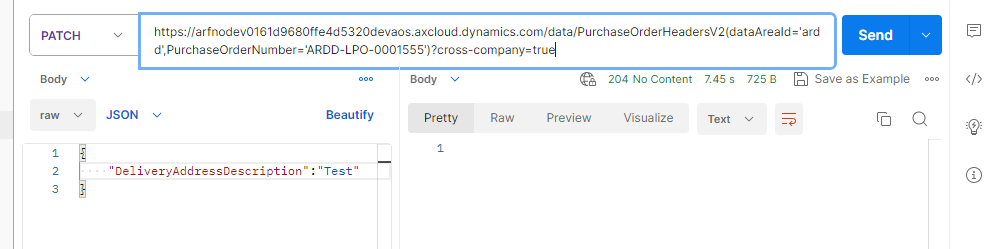 PATCH
https://arfnodev0161d9680ffe4d5320devaos.axcloud.dynamics.com/data/PurchaseOrderHeadersV2(dataAreaId='ard
d',PurchaseOrderNumber='ARDD-LPO-0001555')?cross-company=true
Send
Body
Body
204 No Content 7.45 s 725 B
Save as Example
raw
JSON
Beautify
Pretty
Raw
Preview
Visualize
Text
1 {
2 "DeliveryAddressDescription":"Test"
3 }
1